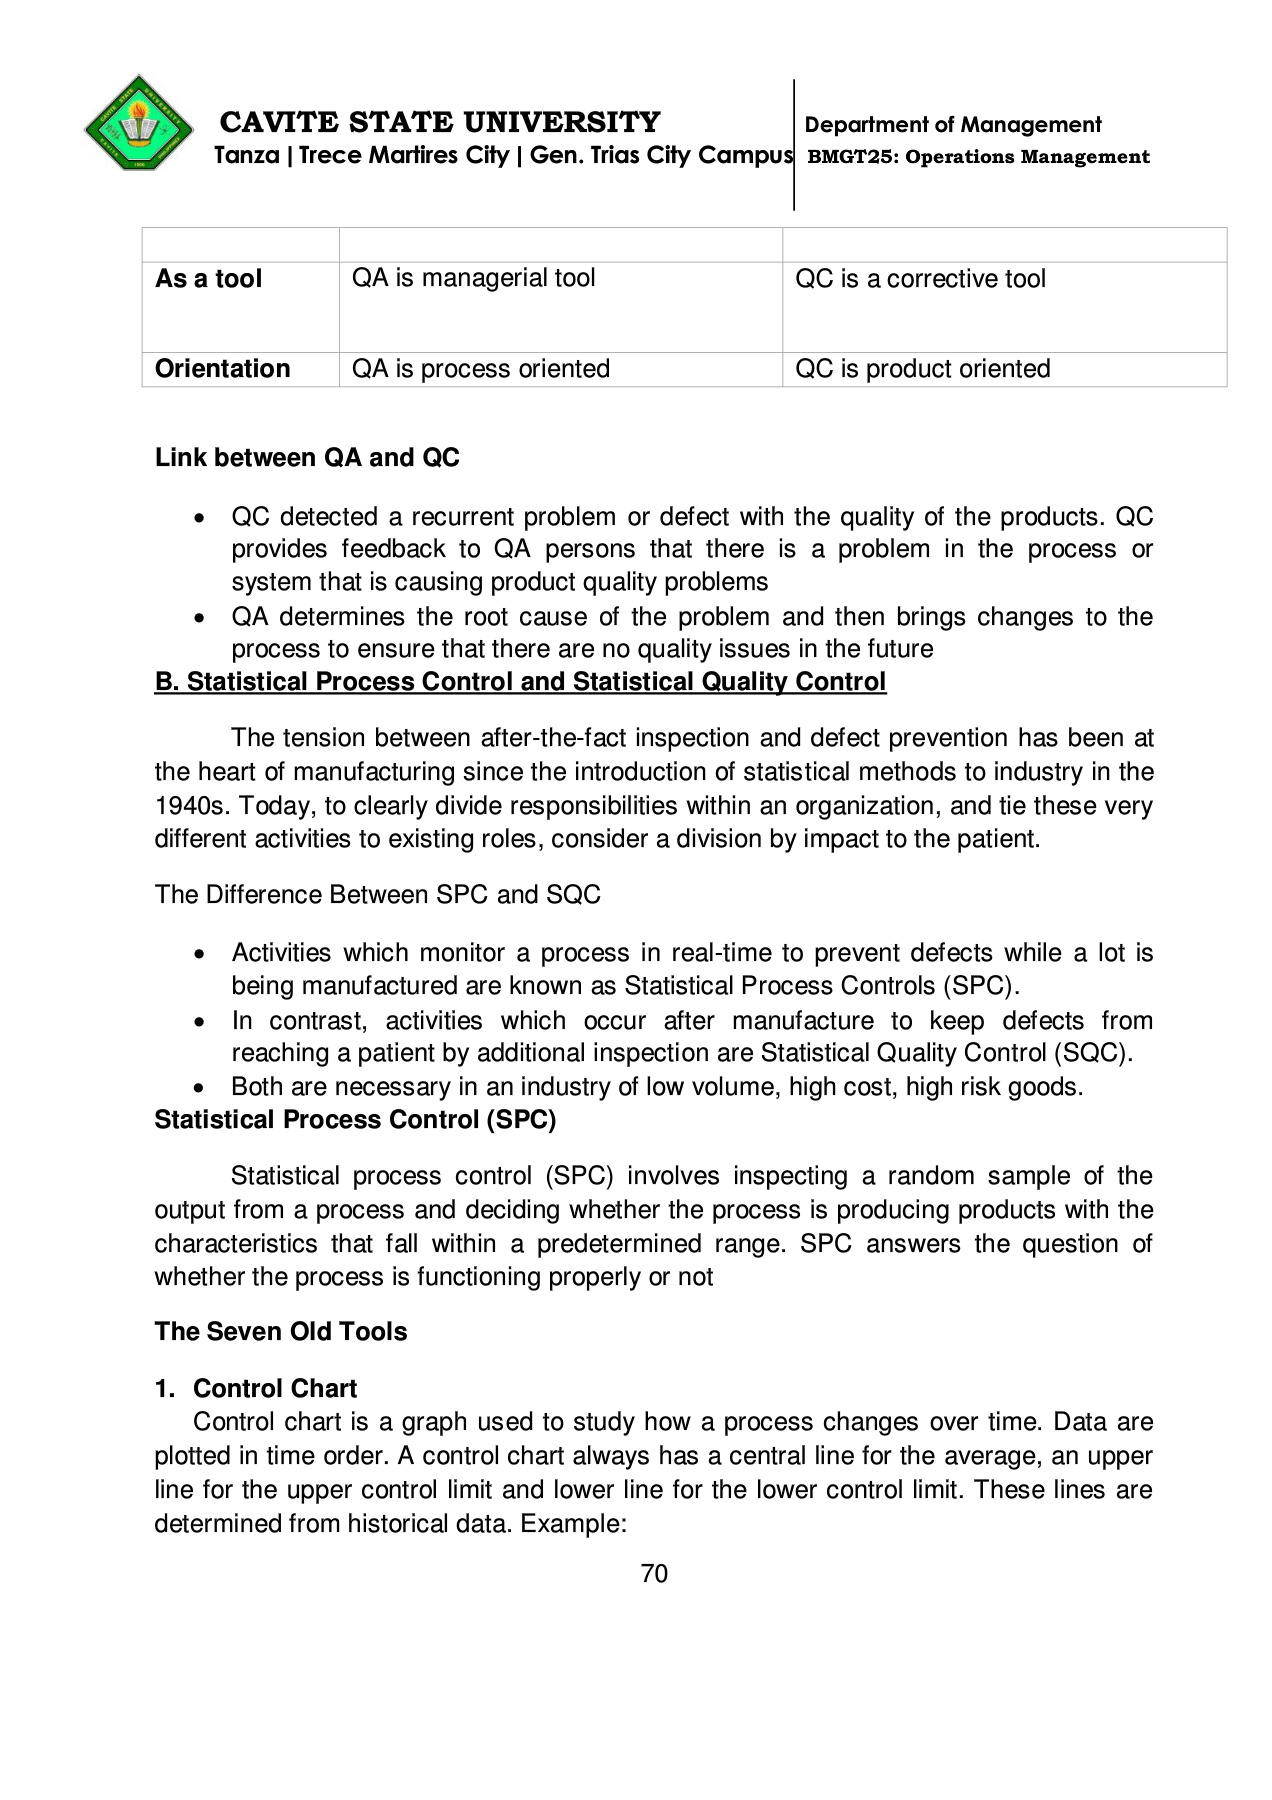 CAVITE STATE UNIVERSITY
Tanza | Trece Martires City | Gen. Trias City Campus
Department of Management
BMGT25: Operations Management
As a tool QA is managerial tool QC is a corrective tool
Orientation QA is process oriented QC is product oriented
Link between QA and QC
• QC detected a recurrent problem or defect with the quality of the products. QC
provides feedback to QA persons that there is a problem in the process or
system that is causing product quality problems
• QA determines the root cause of the problem and then brings changes to the
process to ensure that there are no quality issues in the future
B. Statistical Process Control and Statistical Quality Control
The tension between after-the-fact inspection and defect prevention has been at
the heart of manufacturing since the introduction of statistical methods to industry in the
1940s. Today, to clearly divide responsibilities within an organization, and tie these very
different activities to existing roles, consider a division by impact to the patient.
The Difference Between SPC and SQC
• Activities which monitor a process in real-time to prevent defects while a lot is
being manufactured are known as Statistical Process Controls (SPC).
• In contrast, activities which occur after manufacture to keep defects from
reaching a patient by additional inspection are Statistical Quality Control (SQC).
• Both are necessary in an industry of low volume, high cost, high risk goods.
Statistical Process Control (SPC)
Statistical process control (SPC) involves inspecting a random sample of the
output from a process and deciding whether the process is producing products with the
characteristics that fall within a predetermined range. SPC answers the question of
whether the process is functioning properly or not
The Seven Old Tools
1. Control Chart
Control chart is a graph used to study how a process changes over time. Data are
plotted in time order. A control chart always has a central line for the average, an upper
line for the upper control limit and lower line for the lower control limit. These lines are
determined from historical data. Example:
70